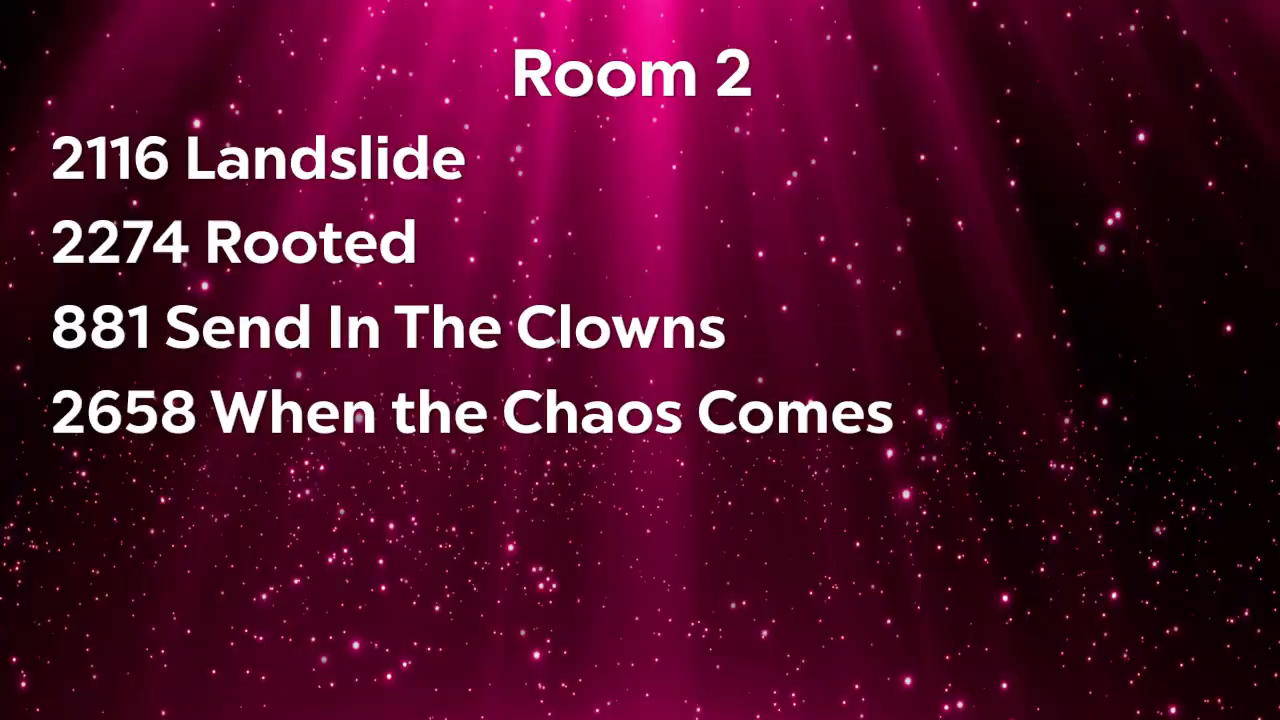 Room 2
2116 Landslide
2274 Rooted
881 Send In The Clowns
2658 When the Chaos Comes